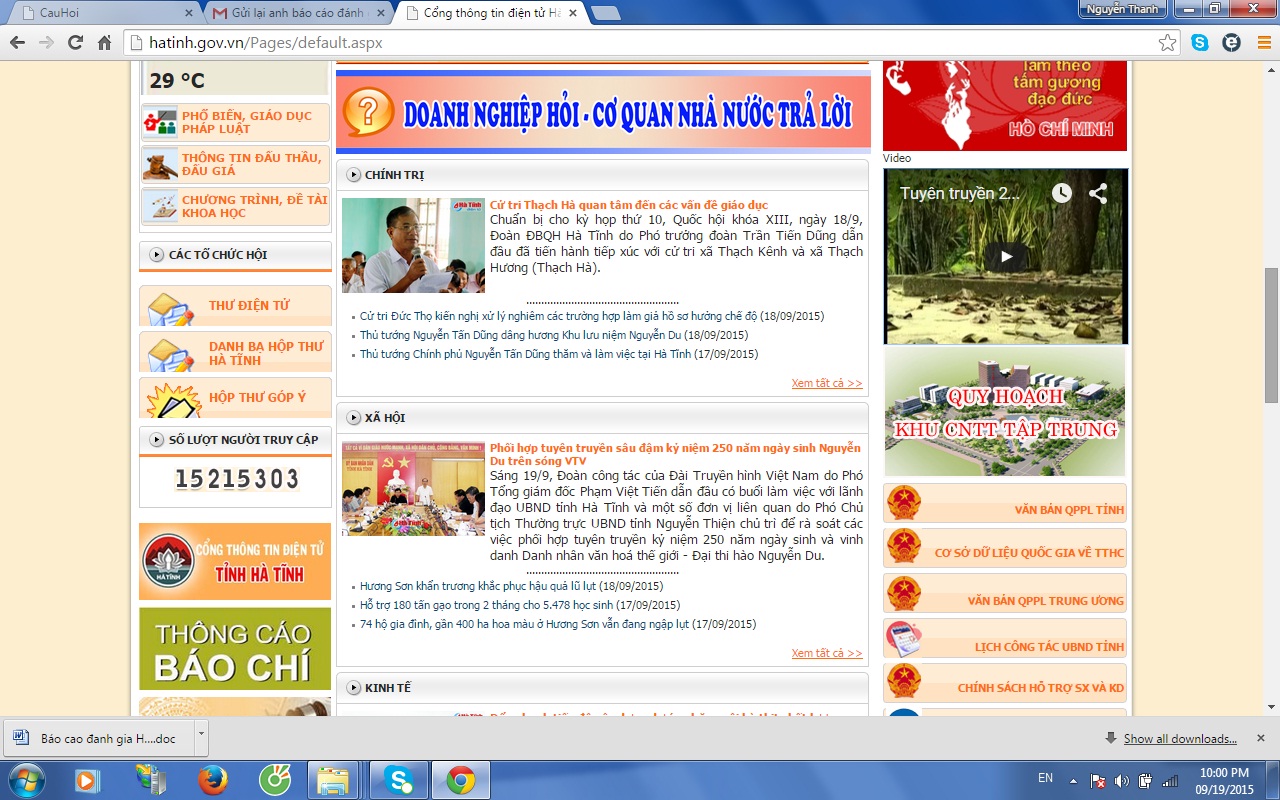 CauHoi
Gửi lại anh báo cáo đánh
Cổng thông tin điện tử Hà
Nguyễn Thanh
hatinh.gov.vn/Pages/default.aspx
29 °C
PHỔ BIẾN, GIÁO DỤC
PHÁP LUẬT
THÔNG TIN ĐẤU THẦU,
ĐẤU GIÁ
CHƯƠNG TRÌNH, ĐỀ TÀI
KHOA HỌC
CÁC TỔ CHỨC HỘI
THƯ ĐIỆN TỬ
DANH BẠ HỘP THƯ
HÀ TĨNH
HỘP THƯ GÓP Ý
SỐ LƯỢT NGƯỜI TRUY CẬP
15215303
CỔNG THÔNG TIN ĐIỆN TỬ
TỈNH HÀ TĨNH
HÀ TĨNH
THÔNG CÁO
BÁO CHÍ
DOANH NGHIỆP HỎI - CƠ QUAN NHÀ NƯỚC TRẢ LỜI
CHÍNH TRỊ
Hà Tĩnh
Cử tri Thạch Hà quan tâm đến các vấn đề giáo dục
Chuẩn bị cho kỳ họp thứ 10, Quốc hội khóa XIII, ngày 18/9,
Đoàn ĐBQH Hà Tĩnh do Phó trưởng đoàn Trần Tiến Dũng dẫn
đầu đã tiến hành tiếp xúc với cử tri xã Thạch Kênh và xã Thạch
Hương (Thạch Hà).
Cử tri Đức Thọ kiến nghị xử lý nghiêm các trường hợp làm giả hồ sơ hưởng chế độ (18/09/2015)
Thủ tướng Nguyễn Tấn Dũng dâng hương Khu lưu niệm Nguyễn Du (18/09/2015)
Thủ tướng Chính phủ Nguyễn Tấn Dũng thăm và làm việc tại Hà Tĩnh (17/09/2015)
Xem tất cả >>
XÃ HỘI
Phối hợp tuyên truyền sâu đậm kỷ niệm 250 năm ngày sinh Nguyễn
Du trên sóng VTV
Sáng 19/9, Đoàn công tác của Đài Truyền hình Việt Nam do Phó
Tổng giám đốc Phạm Việt Tiến dẫn đầu có buổi làm việc với lãnh
đạo UBND tỉnh Hà Tĩnh và một số đơn vị liên quan do Phó Chủ
tịch Thường trực UBND tỉnh Nguyễn Thiện chủ trì để rà soát các
việc phối hợp tuyên truyền kỷ niệm 250 năm ngày sinh và vinh
danh Danh nhân văn hoá thế giới - Đại thi hào Nguyễn Du.
Hương Sơn khẩn trương khắc phục hậu quả lũ lụt (18/09/2015)
Hỗ trợ 180 tấn gạo trong 2 tháng cho 5.478 học sinh (17/09/2015)
74 hộ gia đình, gần 400 ha hoa màu ở Hương Sơn vẫn đang ngập lụt (17/09/2015)
Xem tất cả >>
KINH TẾ
làm theo
tấm gương
đạo đức
HỒ CHÍ MINH
Video
Tuyên truyền 2...
QUY HOẠCH
KHU CNTT TẬP TRUNG
VĂN BẢN QPPL TỈNH
CƠ SỞ DỮ LIỆU QUỐC GIA VỀ TTHC
VĂN BẢN QPPL TRUNG ƯƠNG
LỊCH CÔNG TÁC UBND TỈNH
CHÍNH SÁCH HỖ TRỢ SX VÀ KD
Báo cáo đánh gia H....doc
Show all downloads...
EN
10:00 PM
09/19/2015